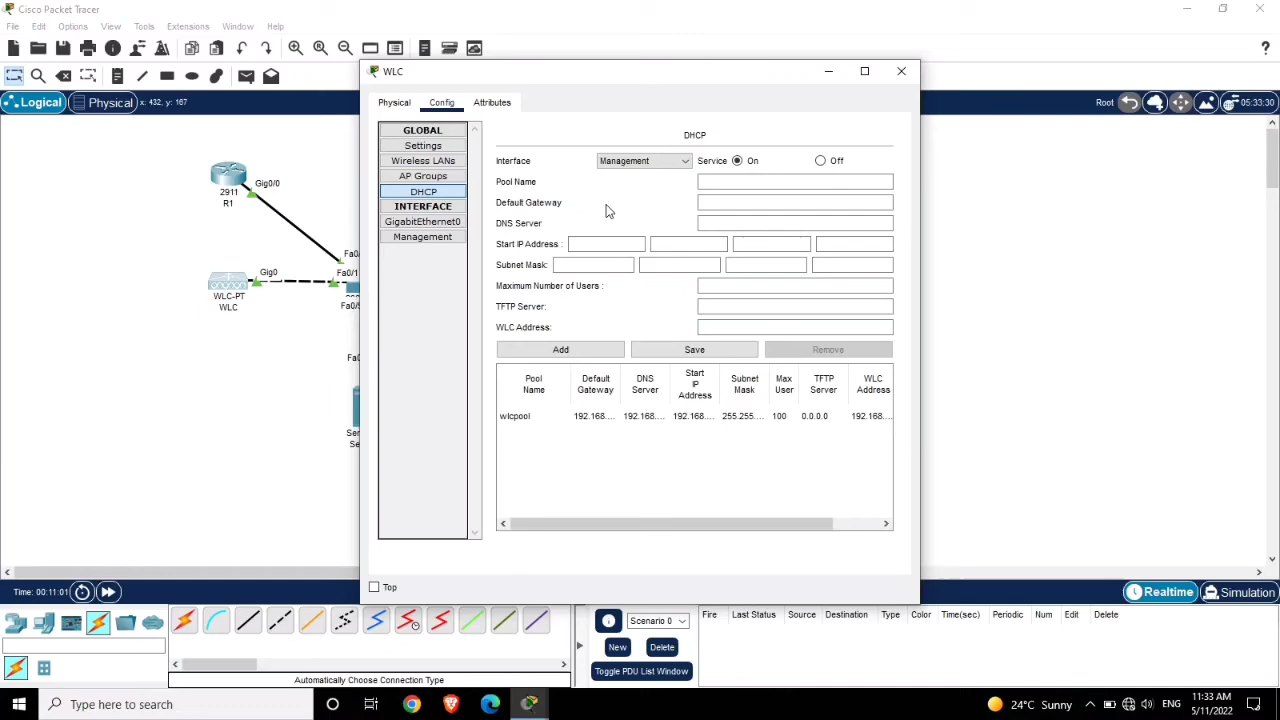 Cisco Packet Tracer
File Edit Options View Tools Extensions Window Help
Logical Physical x: 432, y: 167 Root 05:33:30
WLC
Physical Config Attributes
GLOBAL
Settings
Wireless LANs
AP Groups
DHCP
INTERFACE
GigabitEthernet0
Management
DHCP
Interface Management Service On Off
Pool Name
Default Gateway
DNS Server
Start IP Address :
Subnet Mask:
Maximum Number of Users :
TFTP Server:
WLC Address:
Add Save Remove
Pool Name Default Gateway DNS Server Start IP Address Subnet Mask Max User TFTP Server WLC Address
wlcpool 192.168.... 192.168.... 192.168.... 255.255.... 100 0.0.0.0 192.168....
Top
Gig0/0
2911
R1
Fa0/
Gig0
Fa0/1
WLC-PT
WLC
Fa0/5
Fa0
Ser
Se
Time: 00:11:01
Realtime Simulation
Scenario 0
New Delete
Toggle PDU List Window
Fire Last Status Source Destination Type Color Time(sec) Periodic Num Edit Delete
Automatically Choose Connection Type
Type here to search
24°C Sunny
ENG
11:33 AM
5/11/2022